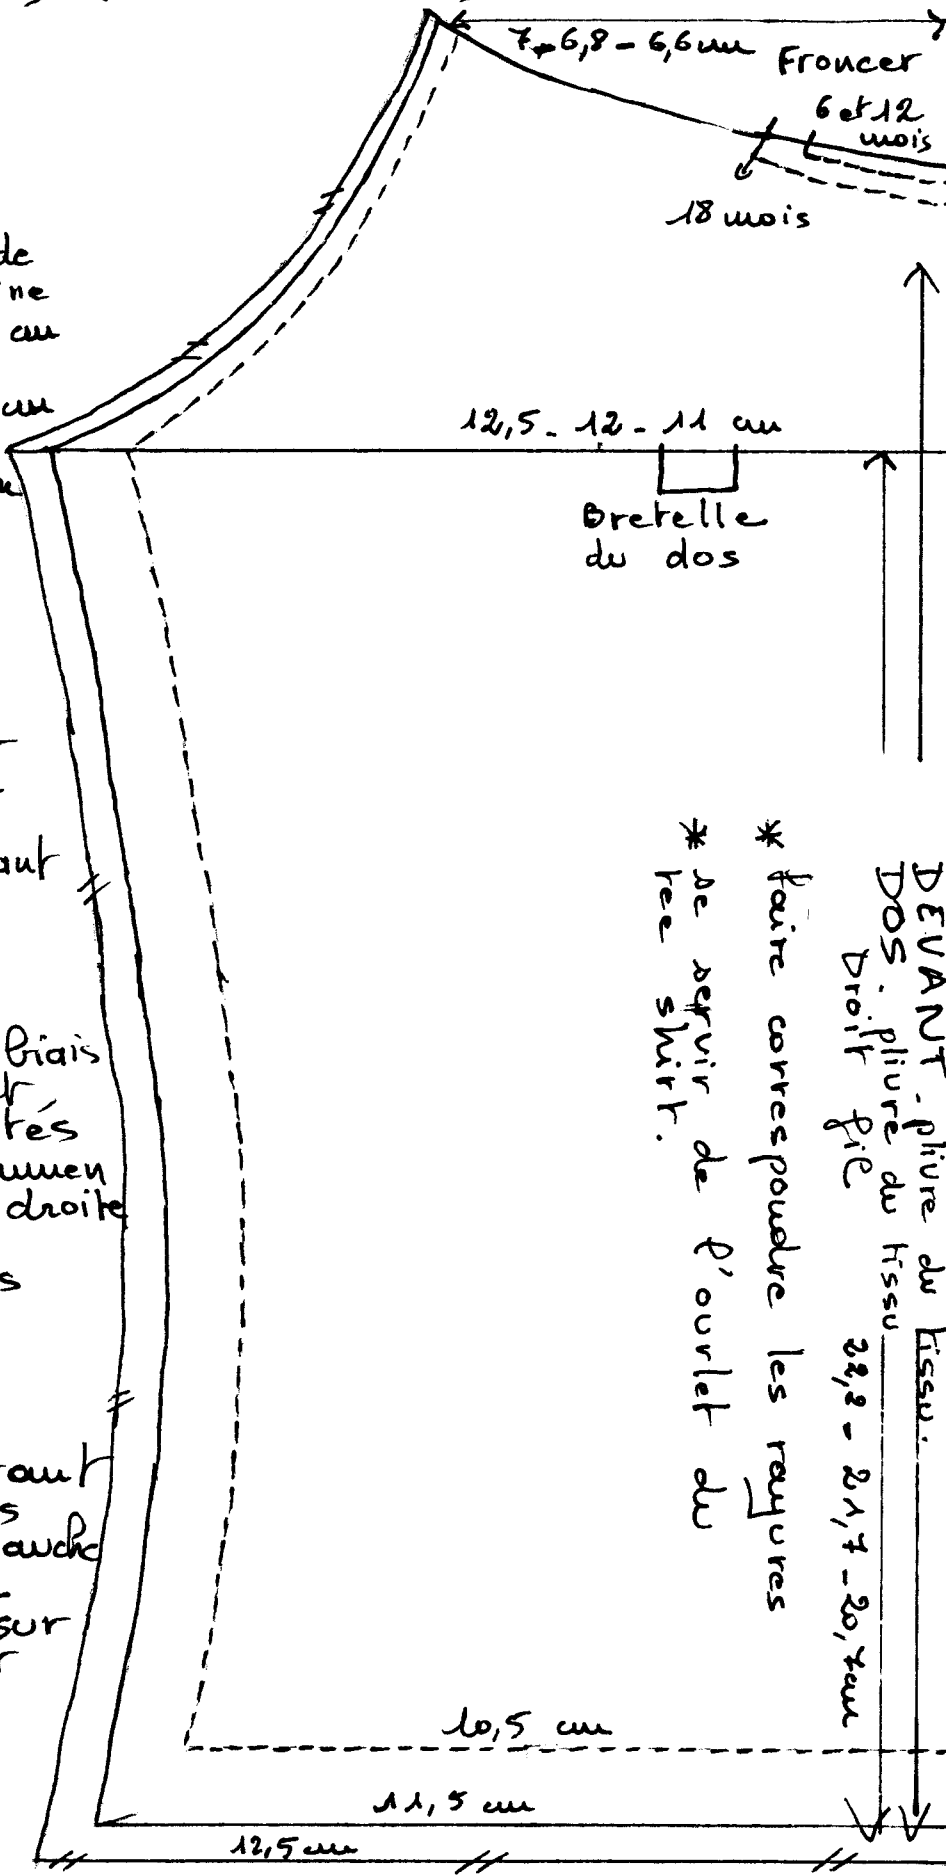 7 - 6,8 - 6,6 cm
Froncer
6 et 12
mois
18 mois
de
ne
cm
cm
12,5 - 12 - 11 cm
Bretelle
du dos
ant
biais
tés
droite
s
ant
s
auche
sur
r
DEVANT - pliure du tissu.
DOS - pliure du tissu
Droit fil 22,2 - 21,7 - 20,7 cm
* faire correspondre les rayures
* se servir de l'ourlet du
tee shirt.
10,5 cm
11,5 cm
12,5 cm